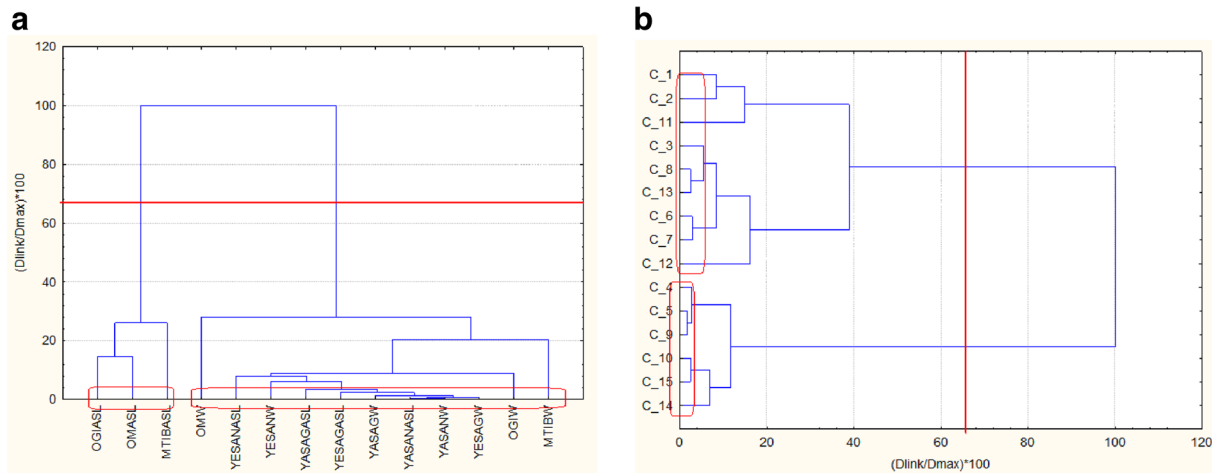 a
120
100
80
60
40
20
0
(Dlink/Dmax)*100
OGIASL
OMASL
MTIBASL
OMW
YESANASL
YESANW
YASAGASL
YESAGASL
YASAGW
YASANASL
YASANW
YESAGW
OGIW
MTIBW
b
C_1
C_2
C_11
C_3
C_8
C_13
C_6
C_7
C_12
C_4
C_5
C_9
C_10
C_15
C_14
0 20 40 60 80 100 120
(Dlink/Dmax)*100